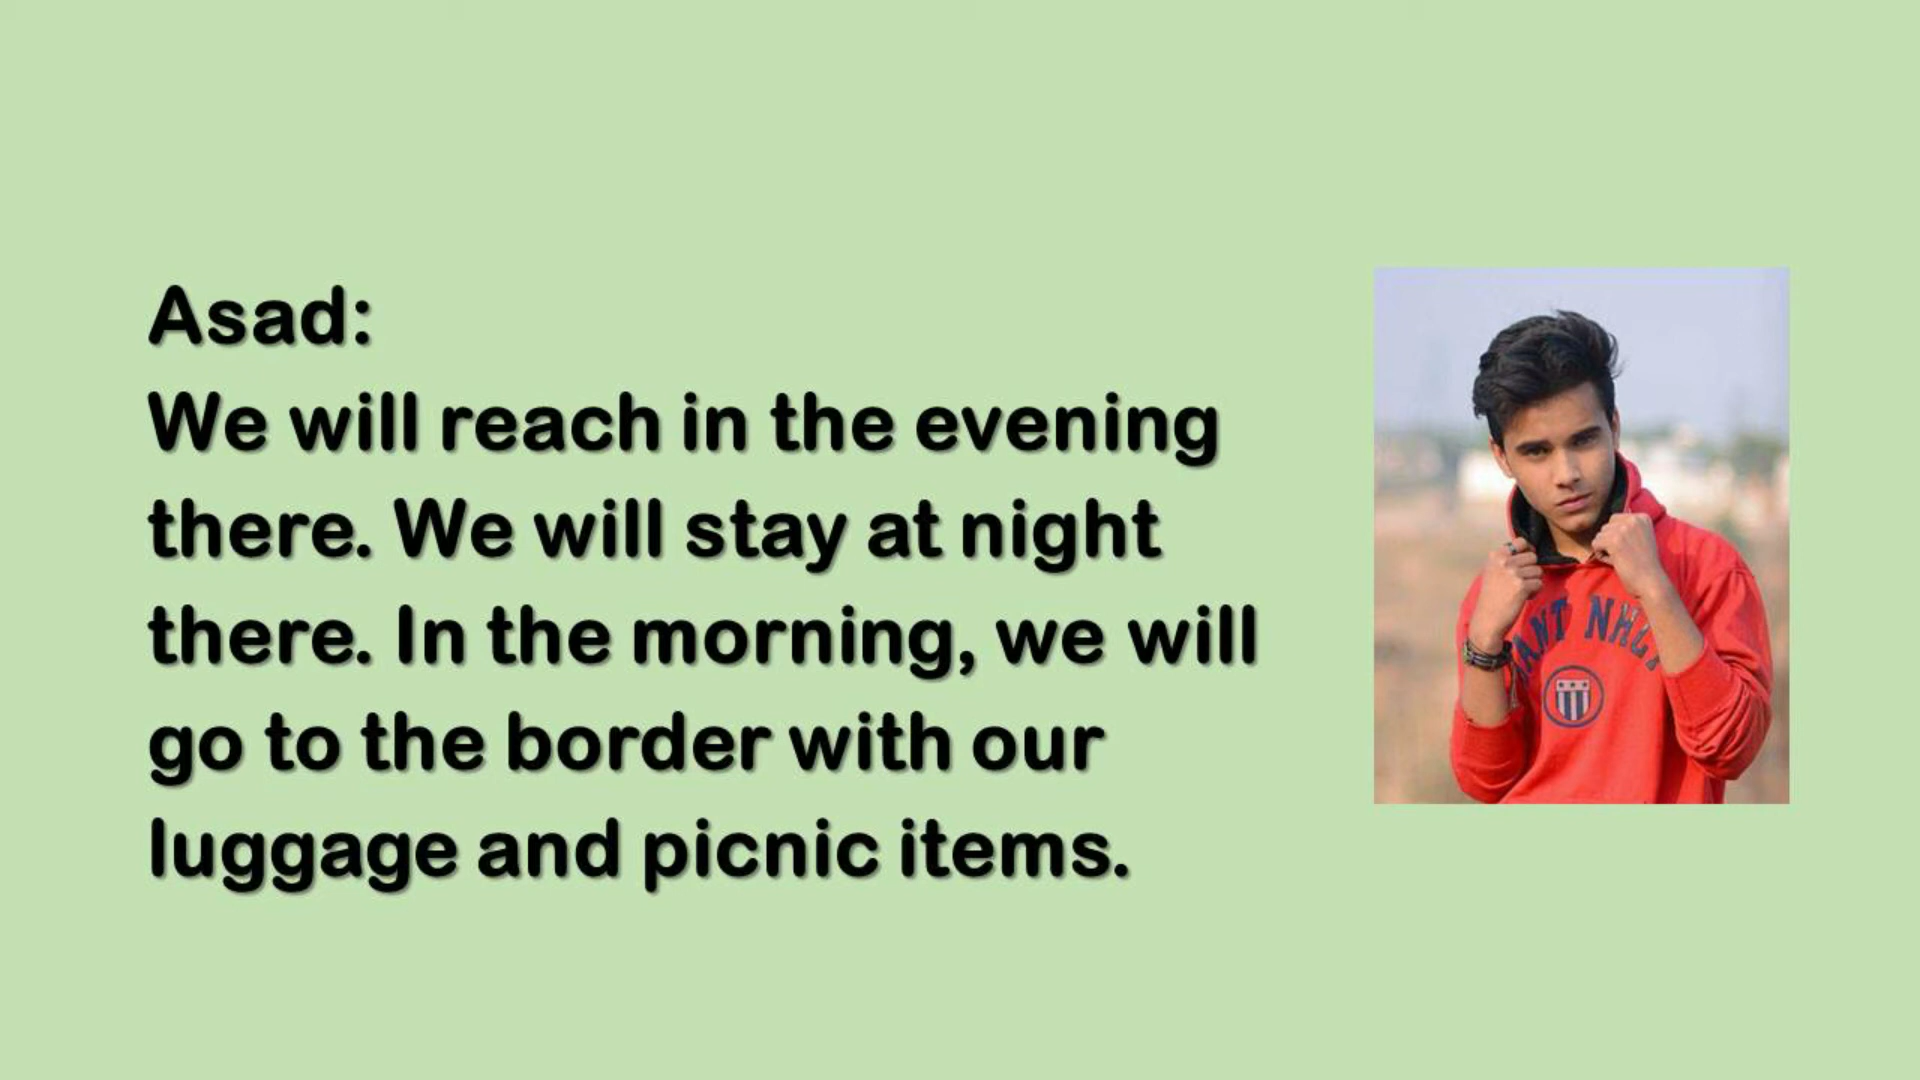 Asad:
We will reach in the evening
there. We will stay at night
there. In the morning, we will
go to the border with our
luggage and picnic items.